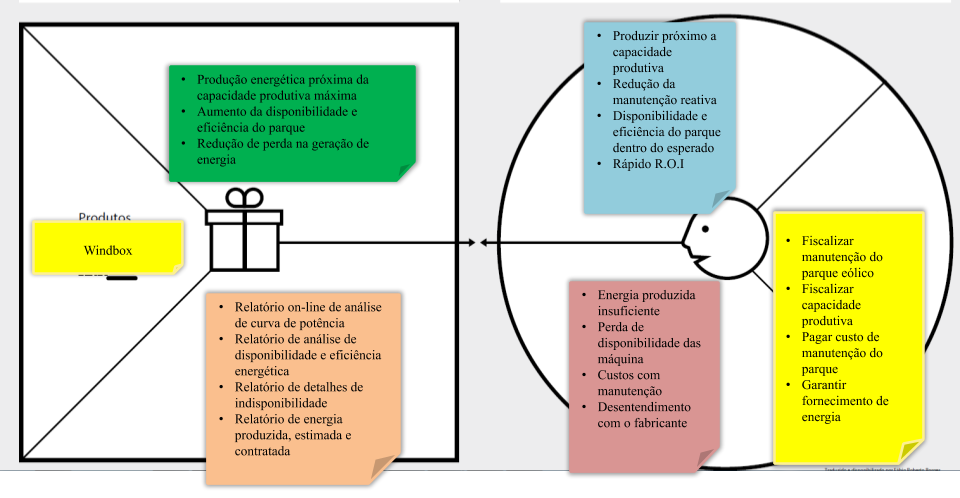 • Produção energética próxima da
capacidade produtiva máxima
• Aumento da disponibilidade e
eficiência do parque
• Redução de perda na geração de
energia
Produtos
Windbox
• Relatório on-line de análise
de curva de potência
• Relatório de análise de
disponibilidade e eficiência
energética
• Relatório de detalhes de
indisponibilidade
• Relatório de energia
produzida, estimada e
contratada
• Produzir próximo a
capacidade
produtiva
• Redução da
manutenção reativa
• Disponibilidade e
eficiência do parque
dentro do esperado
• Rápido R.O.I
• Energia produzida
insuficiente
• Perda de
disponibilidade das
máquina
• Custos com
manutenção
• Desentendimento
com o fabricante
• Fiscalizar
manutenção do
parque eólico
• Fiscalizar
capacidade
produtiva
• Pagar custo de
manutenção do
parque
• Garantir
fornecimento de
energia